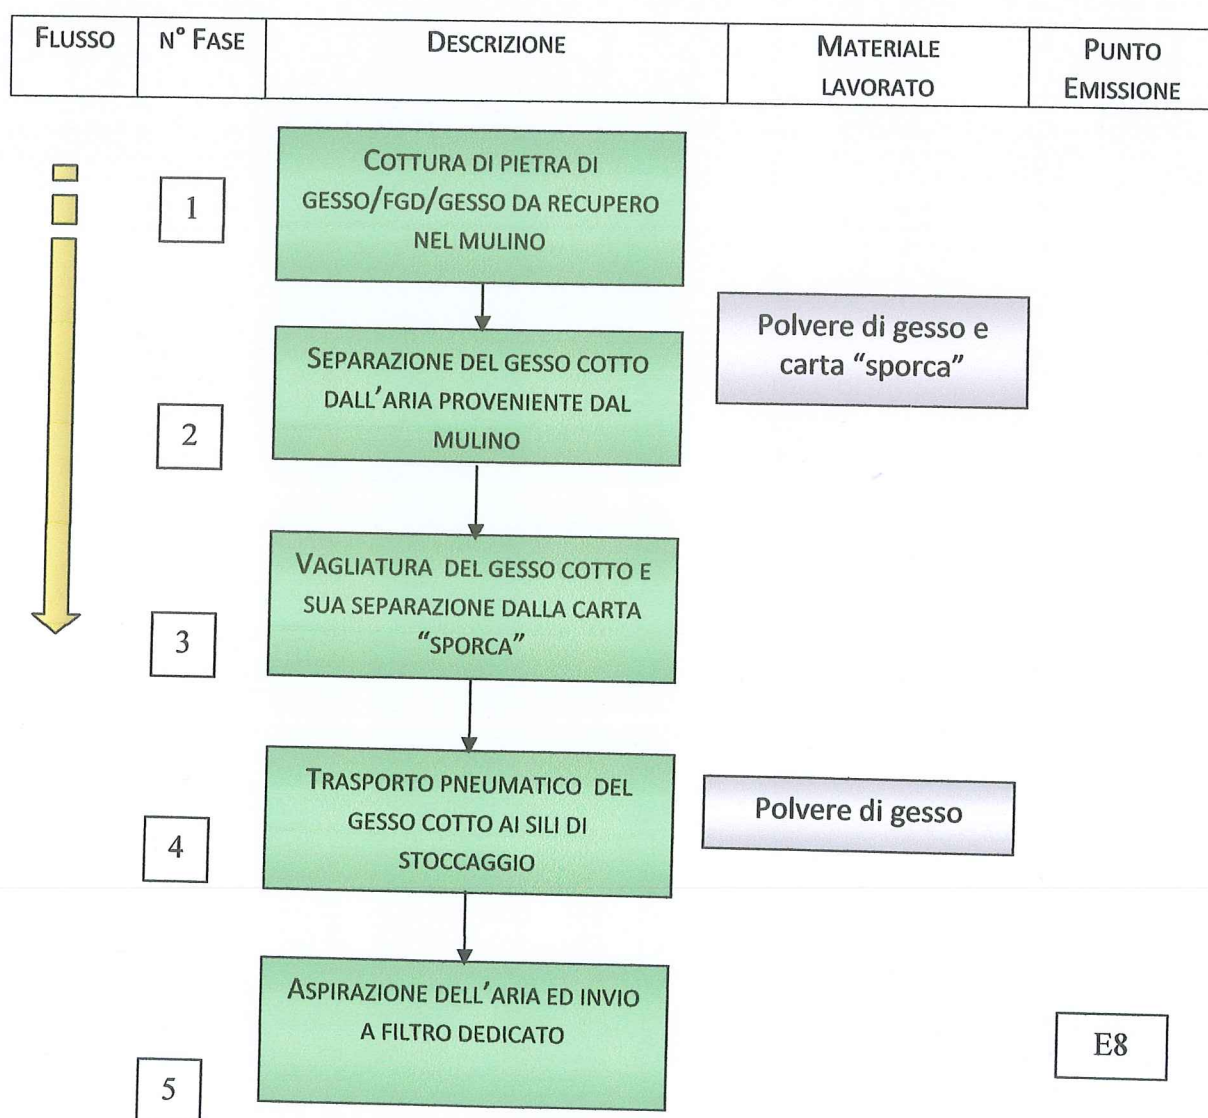 FLUSSO
N° FASE
DESCRIZIONE
MATERIALE
LAVORATO
PUNTO
EMISSIONE
1
COTTURA DI PIETRA DI
GESSO/FGD/GESSO DA RECUPERO
NEL MULINO
Polvere di gesso e
carta "sporca"
2
SEPARAZIONE DEL GESSO COTTO
DALL'ARIA PROVENIENTE DAL
MULINO
3
VAGLIATURA DEL GESSO COTTO E
SUA SEPARAZIONE DALLA CARTA
"SPORCA"
4
TRASPORTO PNEUMATICO DEL
GESSO COTTO AI SILI DI
STOCCAGGIO
Polvere di gesso
5
ASPIRAZIONE DELL'ARIA ED INVIO
A FILTRO DEDICATO
E8